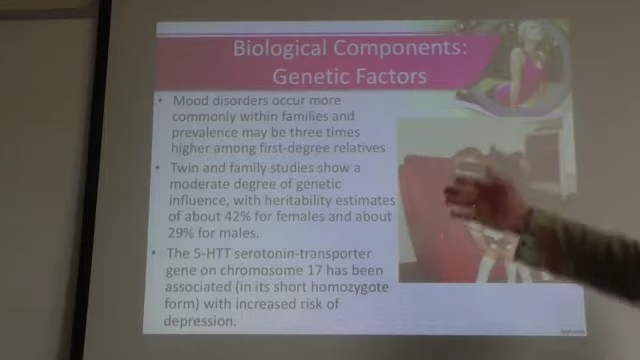 Biological Components:
Genetic Factors
• Mood disorders occur more
commonly within families and
prevalence may be three times
higher among first-degree relatives
• Twin and family studies show a
moderate degree of genetic
influence, with heritability estimates
of about 42% for females and about
29% for males.
• The 5-HTT serotonin-transporter
gene on chromosome 17 has been
associated (in its short homozygote
form) with increased risk of
depression.